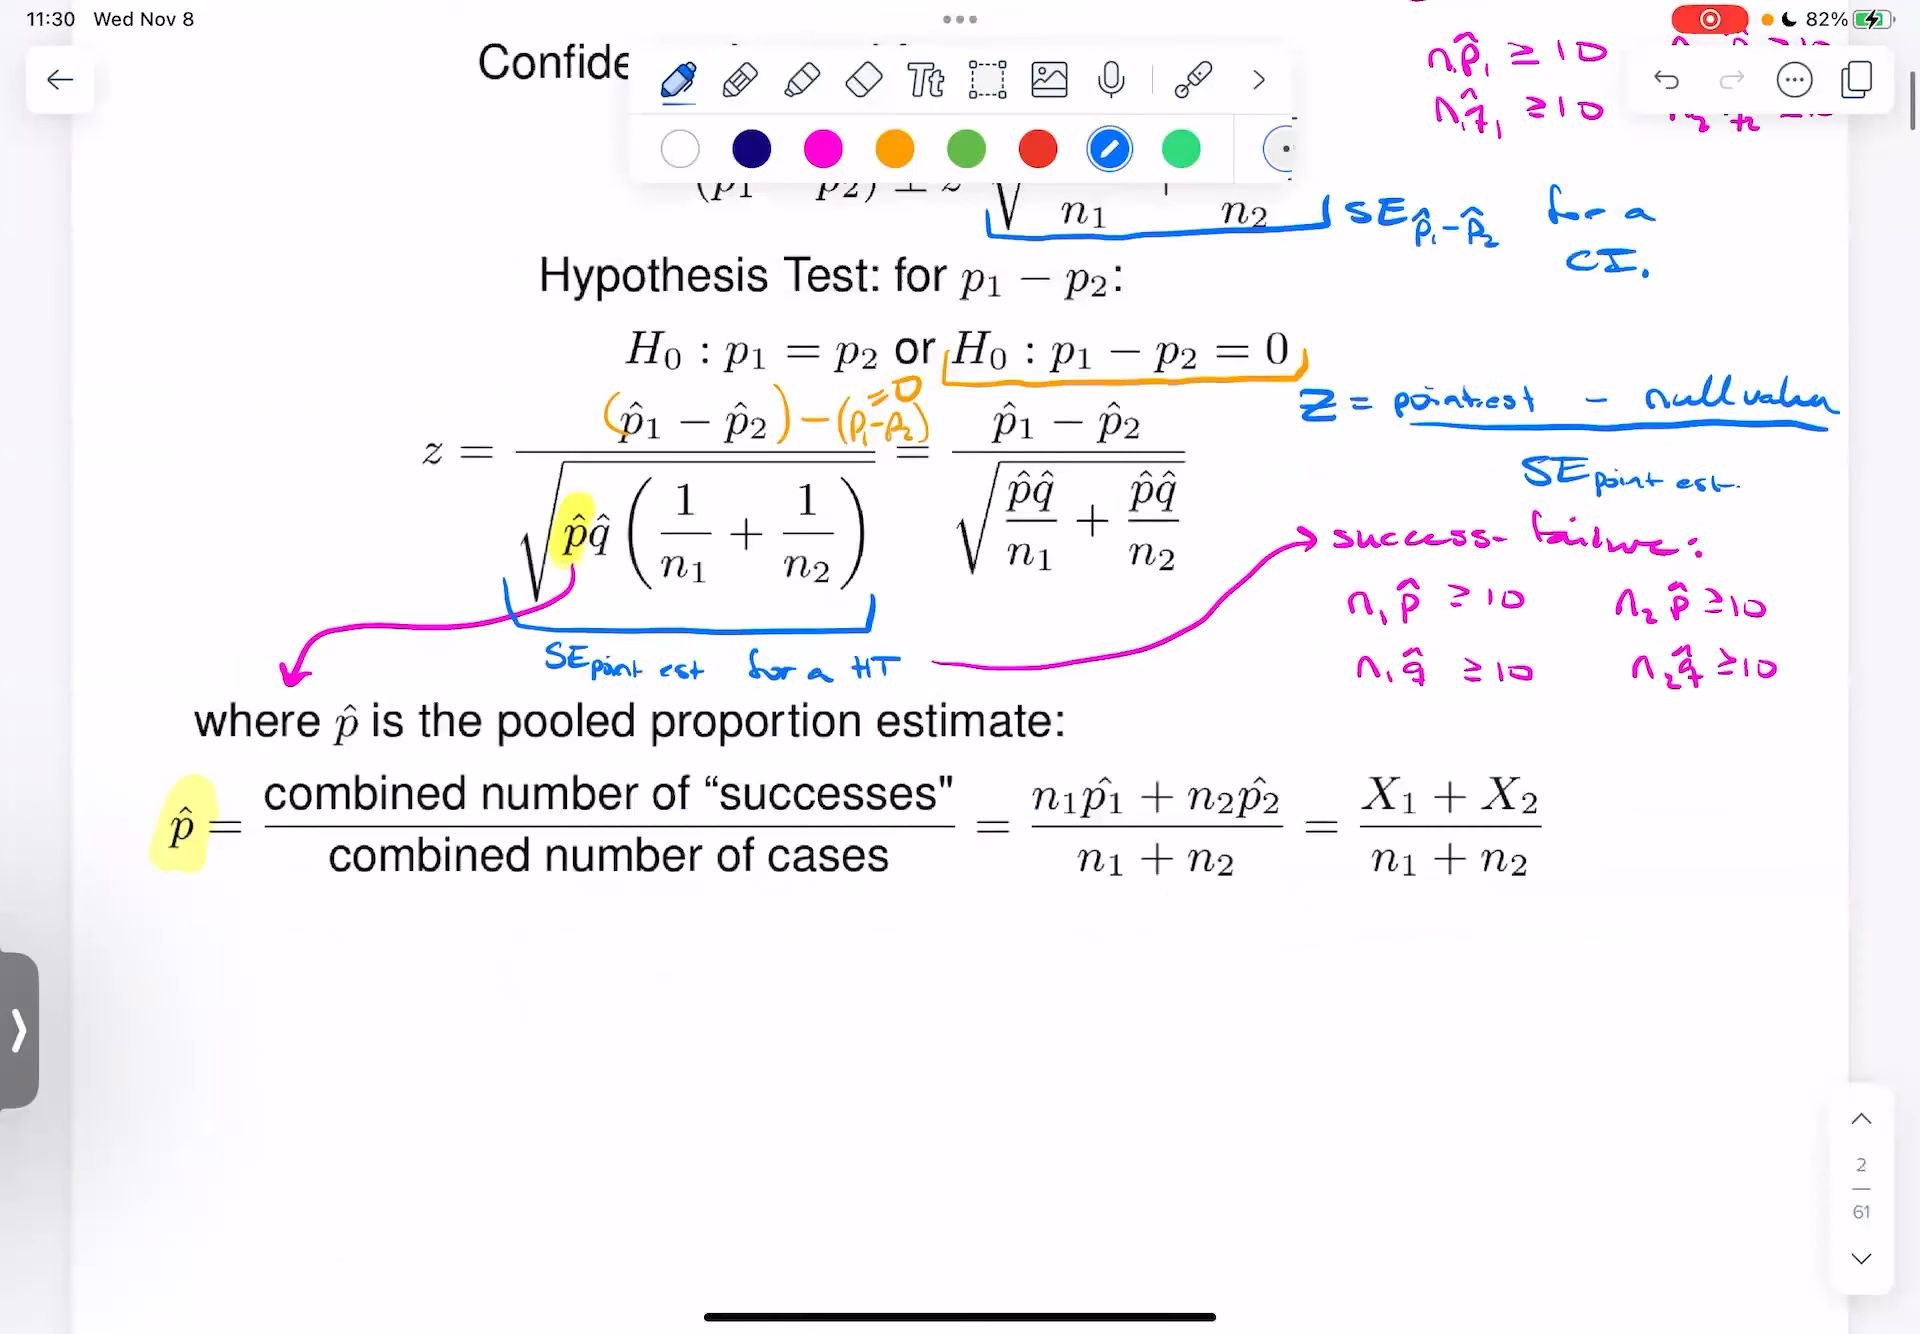 11:30 Wed Nov 8
82%
Confide
Tt
n₁p̂₁ ≥ 10
n₁q̂₁ ≥ 10
n₁ n₂
SE p̂₁-p̂₂ for a
CI.
Hypothesis Test: for p₁ − p₂:
H₀ : p₁ = p₂ or H₀ : p₁ − p₂ = 0
z = (p̂₁ − p̂₂) − (p₁-p₂) =0 / √(p̂q̂ (1/n₁ + 1/n₂)) = p̂₁ − p̂₂ / √(p̂q̂/n₁ + p̂q̂/n₂)
z = point est - null value
SE point est.
success-failure:
n₁p̂ ≥ 10 n₂p̂ ≥ 10
n₁q̂ ≥ 10 n₂q̂ ≥ 10
SE point est for a HT
where p̂ is the pooled proportion estimate:
p̂ = combined number of “successes" / combined number of cases = n₁p̂₁ + n₂p̂₂ / n₁ + n₂ = X₁ + X₂ / n₁ + n₂
2
61